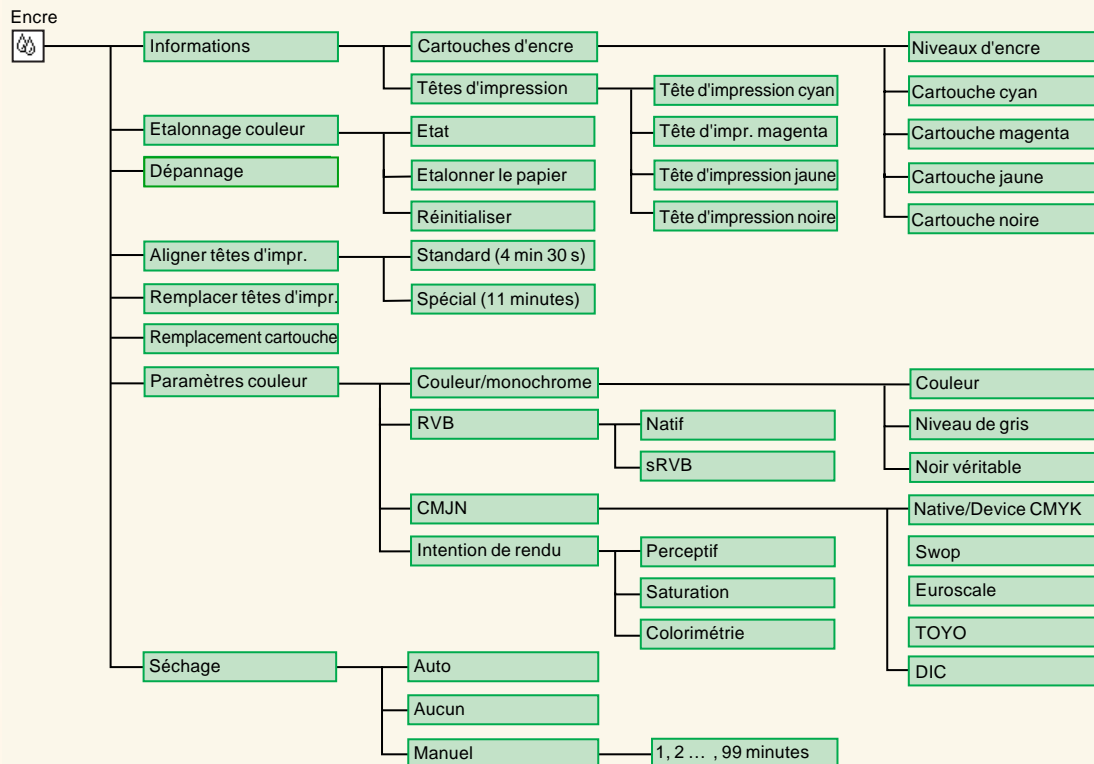 Encre
Informations
Cartouches d'encre
Niveaux d'encre
Cartouche cyan
Cartouche magenta
Cartouche jaune
Cartouche noire
Têtes d'impression
Tête d'impression cyan
Tête d'impr. magenta
Tête d'impression jaune
Tête d'impression noire
Etalonnage couleur
Etat
Etalonner le papier
Réinitialiser
Dépannage
Aligner têtes d'impr.
Standard (4 min 30 s)
Spécial (11 minutes)
Remplacer têtes d'impr.
Remplacement cartouche
Paramètres couleur
Couleur/monochrome
Couleur
Niveau de gris
Noir véritable
RVB
Natif
sRVB
CMJN
Native/Device CMYK
Swop
Euroscale
TOYO
DIC
Intention de rendu
Perceptif
Saturation
Colorimétrie
Séchage
Auto
Aucun
Manuel
1, 2 ... , 99 minutes